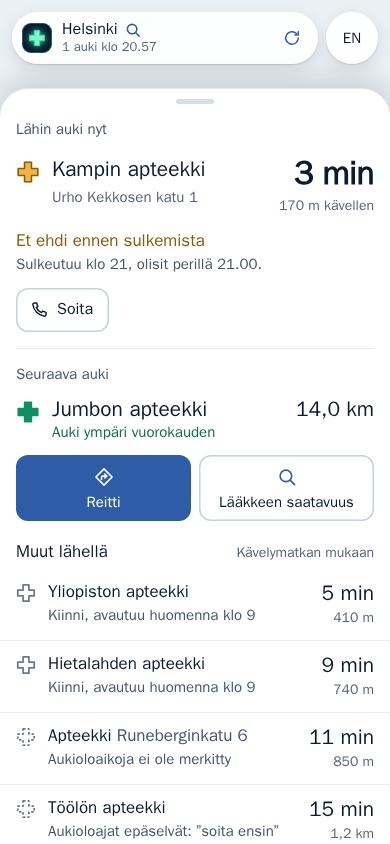 Helsinki
1 auki klo 20.57
EN
Lähin auki nyt
Kampin apteekki
3 min
Urho Kekkosen katu 1
170 m kävellen
Et ehdi ennen sulkemista
Sulkeutuu klo 21, olisit perillä 21.00.
Soita
Seuraava auki
Jumbon apteekki
14,0 km
Auki ympäri vuorokauden
Reitti
Lääkkeen saatavuus
Muut lähellä
Kävelymatkan mukaan
Yliopiston apteekki
5 min
Kiinni, avautuu huomenna klo 9
410 m
Hietalahden apteekki
9 min
Kiinni, avautuu huomenna klo 9
740 m
Apteekki Runeberginkatu 6
11 min
Aukioloaikoja ei ole merkitty
850 m
Töölön apteekki
15 min
Aukioloajat epäselvät: ”soita ensin”
1,2 km